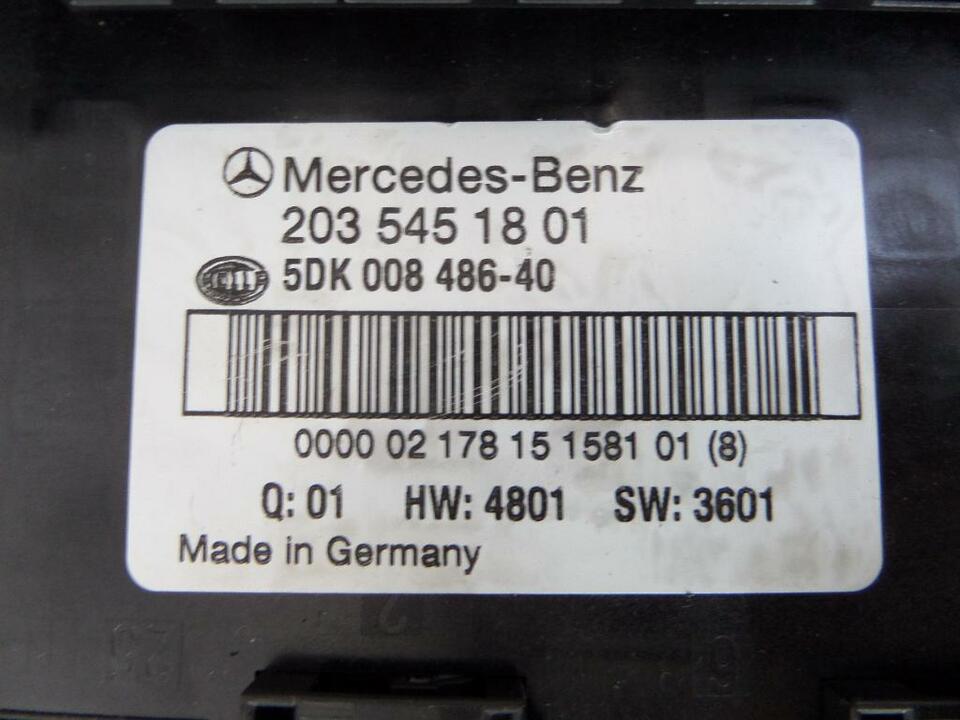 Mercedes-Benz
203 545 18 01
HELLA 5DK 008 486-40
0000 02 178 15 1581 01 (8)
Q: 01 HW: 4801 SW: 3601
Made in Germany